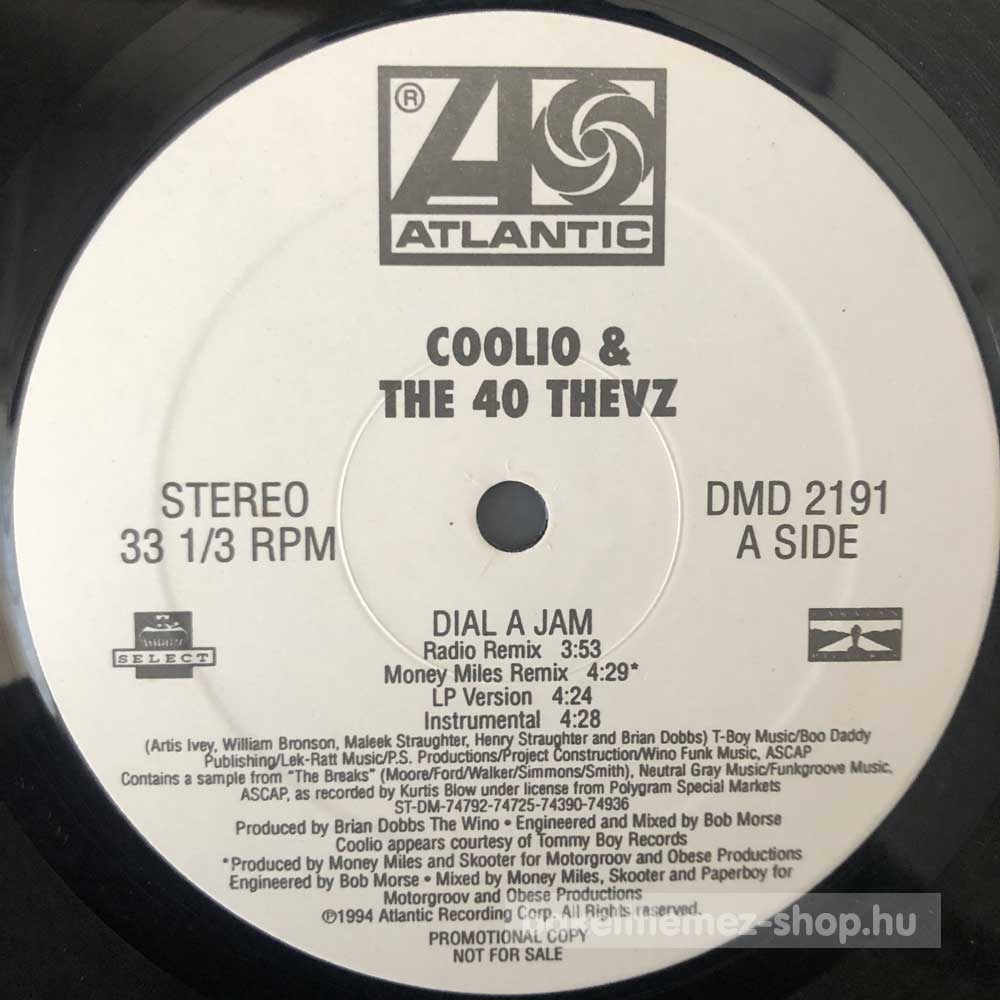 ®
ATLANTIC
COOLIO &
THE 40 THEVZ
STEREO
33 1/3 RPM
DMD 2191
A SIDE
SELECT
DIAL A JAM
Radio Remix 3:53
Money Miles Remix 4:29*
LP Version 4:24
Instrumental 4:28
(Artis Ivey, William Bronson, Maleek Straughter, Henry Straughter and Brian Dobbs) T-Boy Music/Boo Daddy
Publishing/Lek-Ratt Music/P.S. Productions/Project Construction/Wino Funk Music, ASCAP
Contains a sample from "The Breaks" (Moore/Ford/Walker/Simmons/Smith), Neutral Gray Music/Funkgroove Music,
ASCAP, as recorded by Kurtis Blow under license from Polygram Special Markets
ST-DM-74792-74725-74390-74936
Produced by Brian Dobbs The Wino • Engineered and Mixed by Bob Morse
Coolio appears courtesy of Tommy Boy Records
*Produced by Money Miles and Skooter for Motorgroov and Obese Productions
Engineered by Bob Morse • Mixed by Money Miles, Skooter and Paperboy for
Motorgroov and Obese Productions
℗1994 Atlantic Recording Corp. All Rights reserved.
PROMOTIONAL COPY
NOT FOR SALE
bakelitlemez-shop.hu